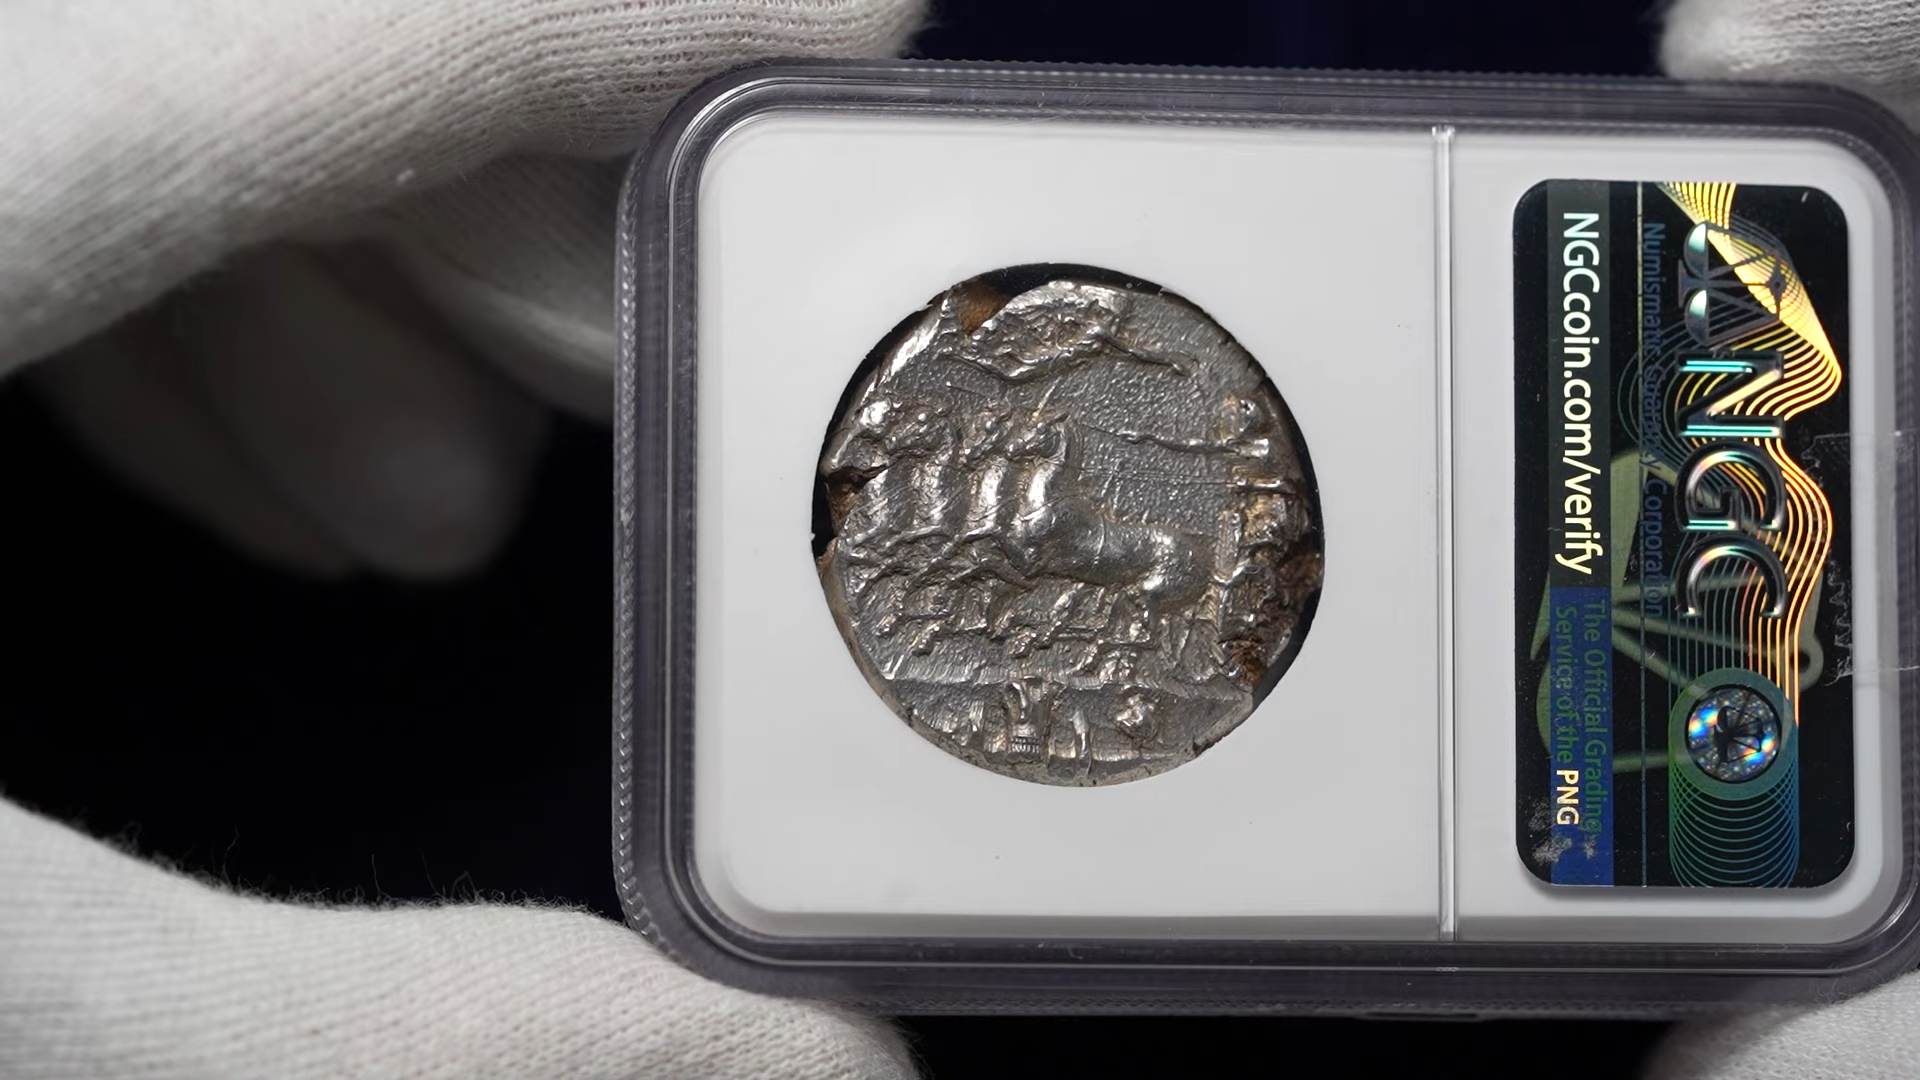 NGC
Numismatic Guaranty Corporation
NGCcoin.com/verify
The Official Grading
Service of the PNG